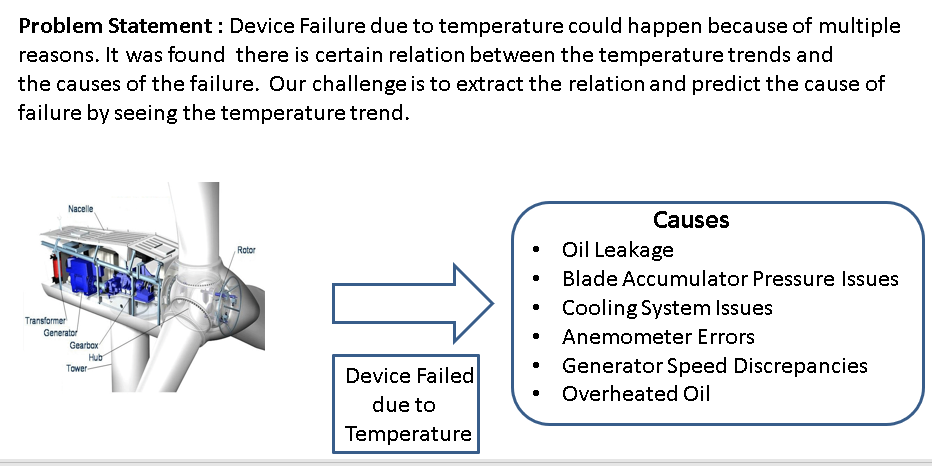 Problem Statement : Device Failure due to temperature could happen because of multiple
reasons. It was found there is certain relation between the temperature trends and
the causes of the failure. Our challenge is to extract the relation and predict the cause of
failure by seeing the temperature trend.
Nacelle
Rotor
Transformer
Generator
Gearbox
Hub
Tower
Device Failed
due to
Temperature
Causes
• Oil Leakage
• Blade Accumulator Pressure Issues
• Cooling System Issues
• Anemometer Errors
• Generator Speed Discrepancies
• Overheated Oil